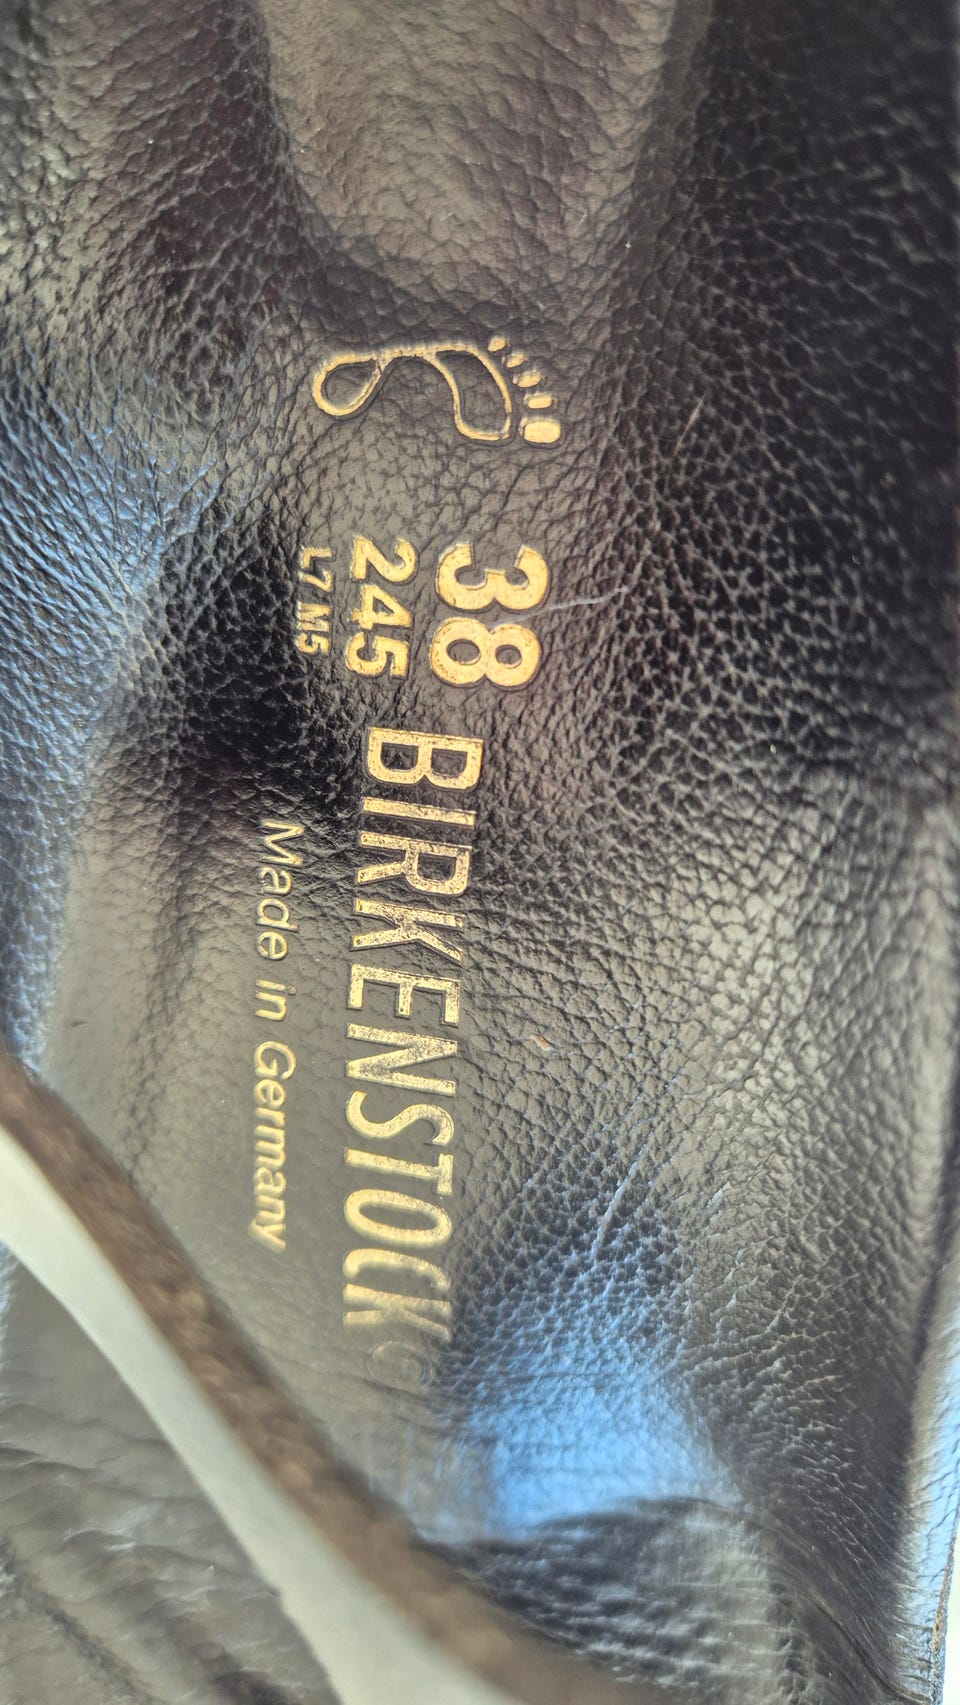 38
245
L7 M5
BIRKENSTOCK
Made in Germany